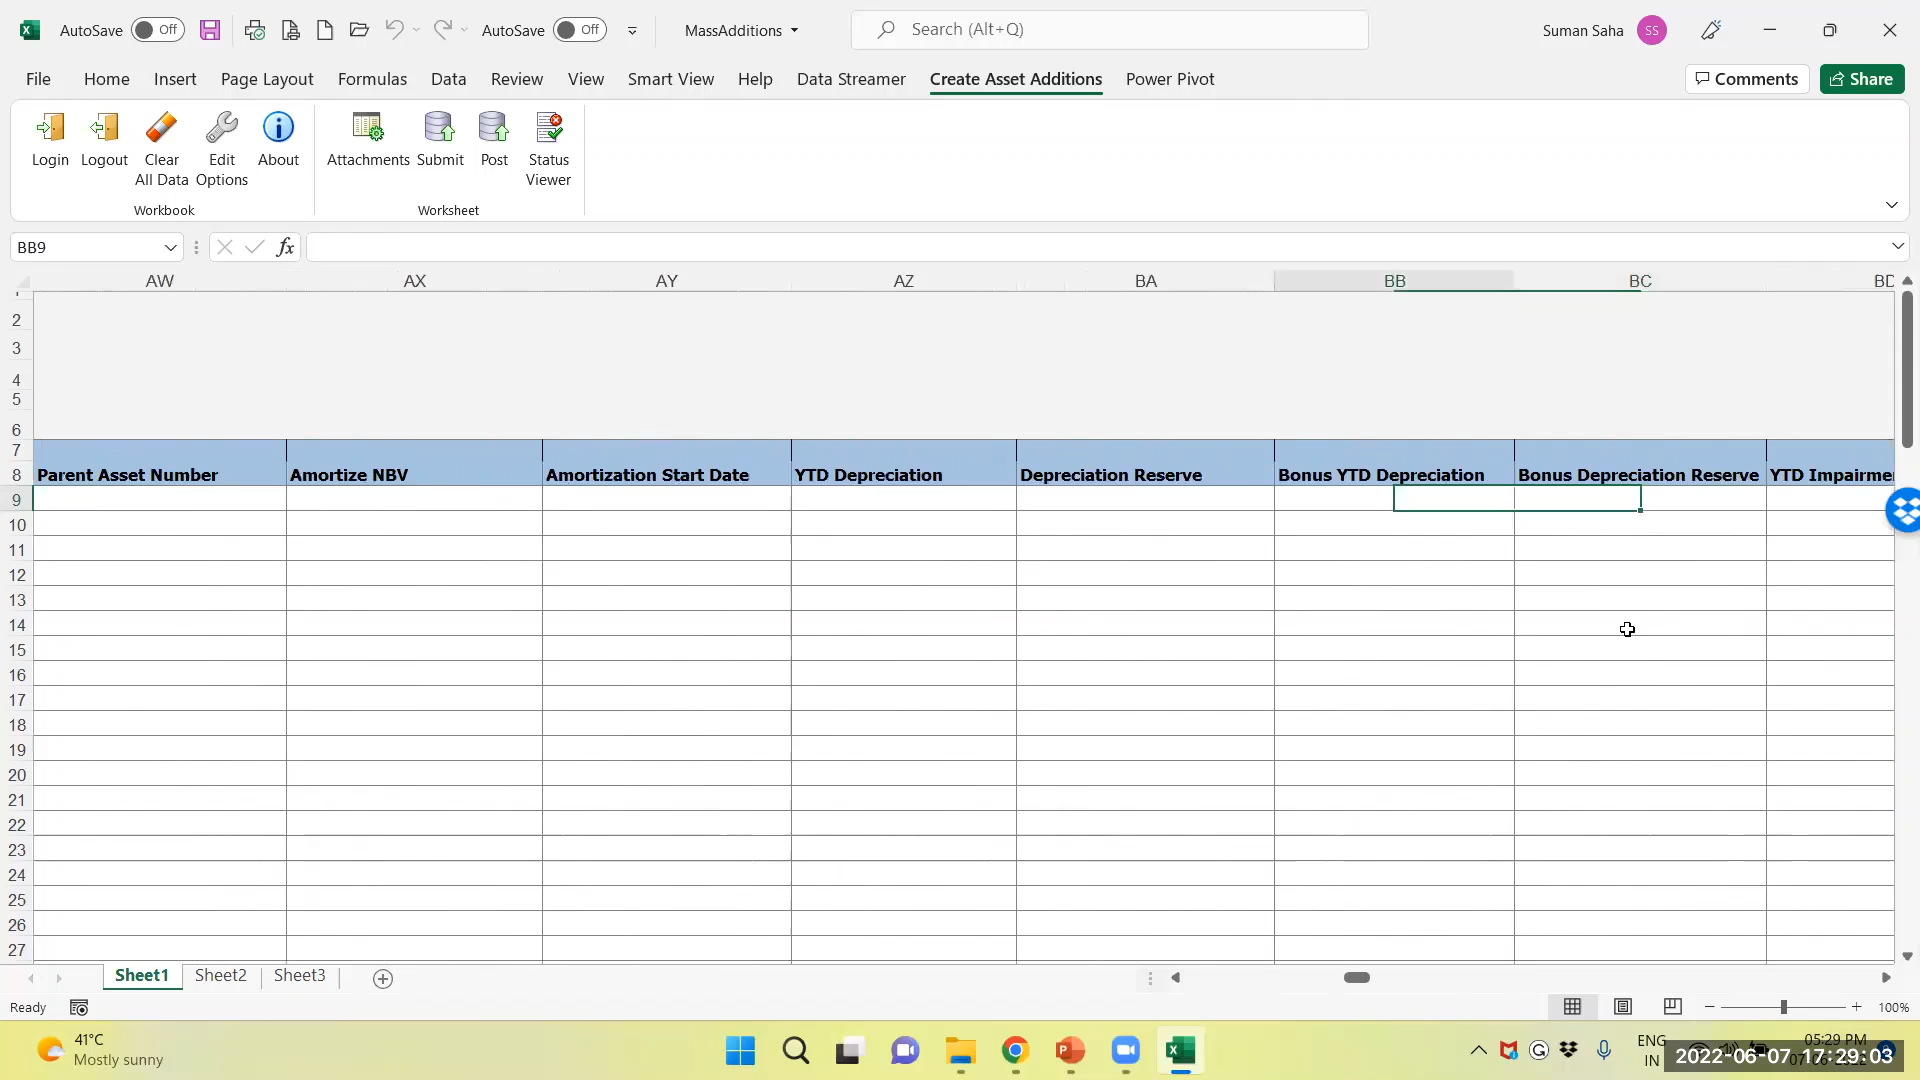 AutoSave Off AutoSave Off MassAdditions Search (Alt+Q) Suman Saha SS
File Home Insert Page Layout Formulas Data Review View Smart View Help Data Streamer Create Asset Additions Power Pivot Comments Share
Login Logout Clear All Data Edit Options About Attachments Submit Post Status Viewer
Workbook Worksheet
BB9 fx
AW AX AY AZ BA BB BC BD
2
3
4
5
6
7
8 Parent Asset Number Amortize NBV Amortization Start Date YTD Depreciation Depreciation Reserve Bonus YTD Depreciation Bonus Depreciation Reserve YTD Impairme
9
10
11
12
13
14
15
16
17
18
19
20
21
22
23
24
25
26
27
Sheet1 Sheet2 Sheet3
Ready 100%
41°C
Mostly sunny
ENG
IN
05:29 PM
2022-06-07 17:29:03